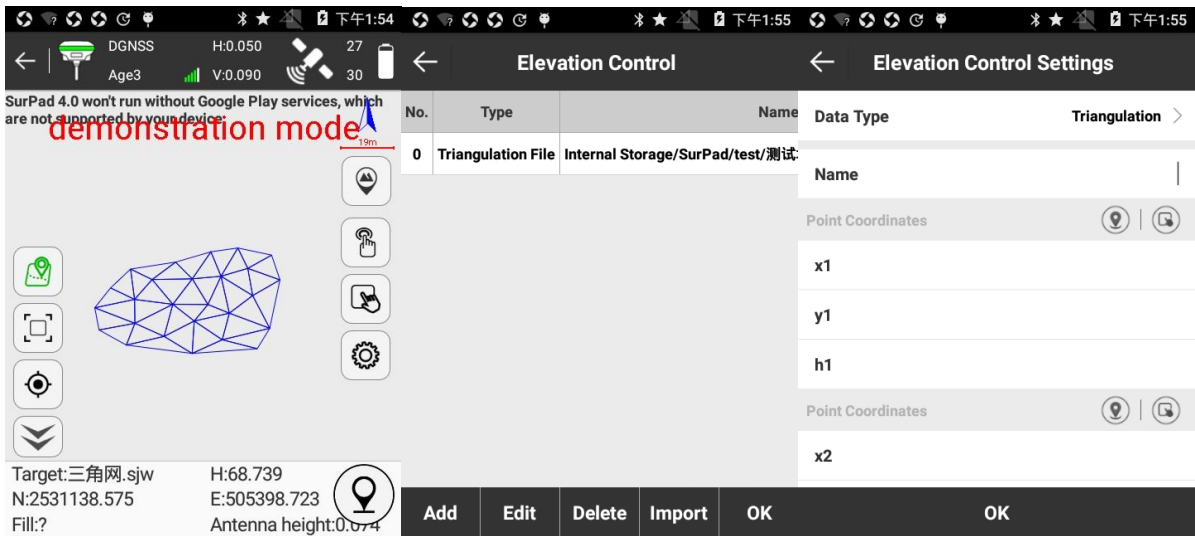 下午1:54
DGNSS H:0.050 27
Age3 V:0.090 30
SurPad 4.0 won't run without Google Play services, which
are not supported by your device.
demonstration mode
19m
Target:三角网.sjw H:68.739
N:2531138.575 E:505398.723
Fill:? Antenna height:0.074
下午1:55
Elevation Control
No. Type Name
0 Triangulation File Internal Storage/SurPad/test/测试
Add Edit Delete Import OK
下午1:55
Elevation Control Settings
Data Type Triangulation
Name
Point Coordinates
x1
y1
h1
Point Coordinates
x2
OK